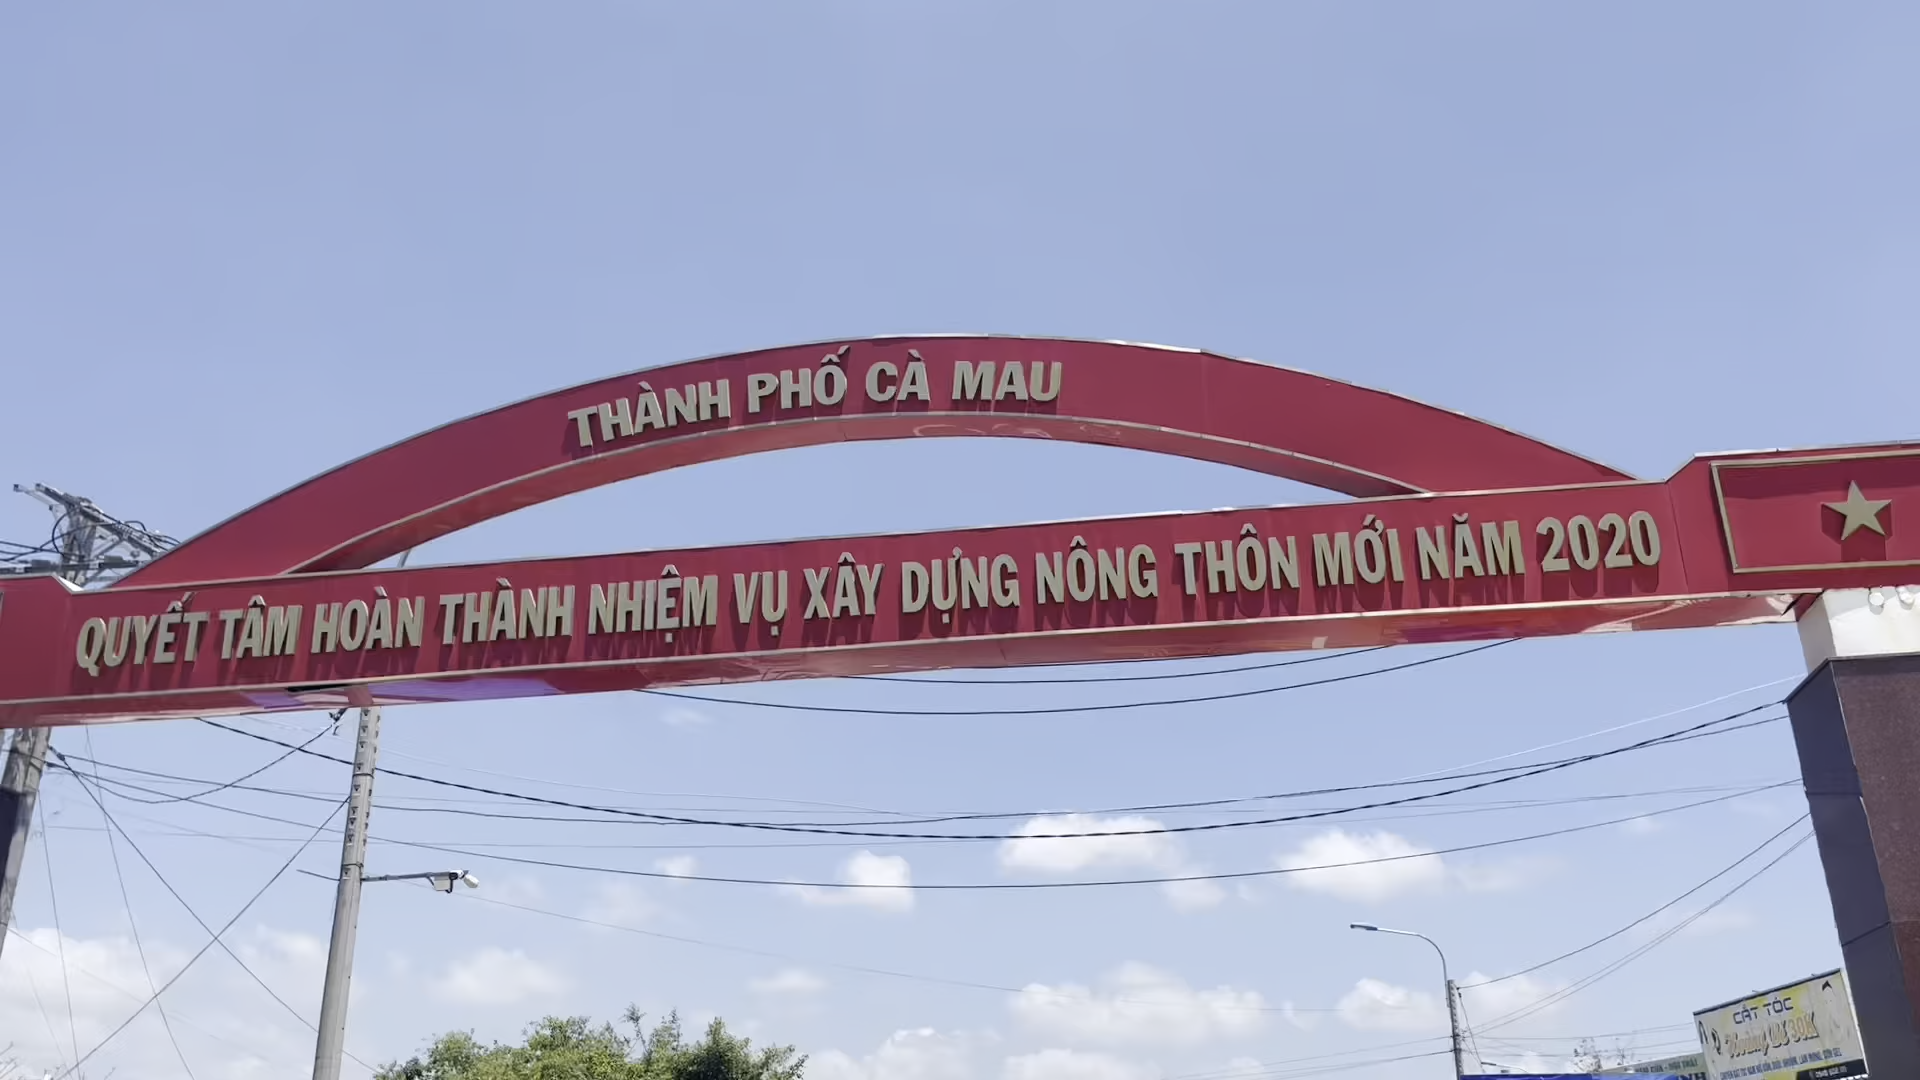 THÀNH PHỐ CÀ MAU
QUYẾT TÂM HOÀN THÀNH NHIỆM VỤ XÂY DỰNG NÔNG THÔN MỚI NĂM 2020
CẮT TÓC
30K